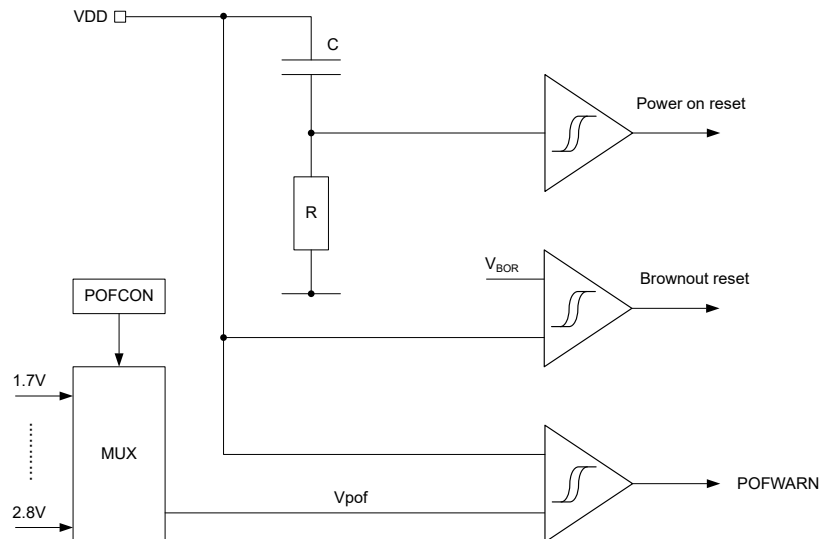 VDD
C
Power on reset
R
VBOR
Brownout reset
POFCON
1.7V
MUX
Vpof
POFWARN
2.8V